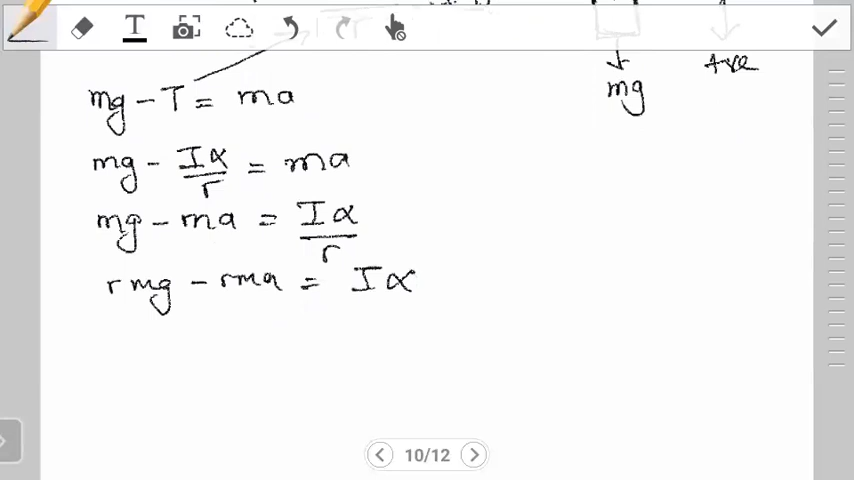 T
mg
+ve
mg - T = ma
mg - Iα/r = ma
mg - ma = Iα/r
rmg - rma = Iα
10/12